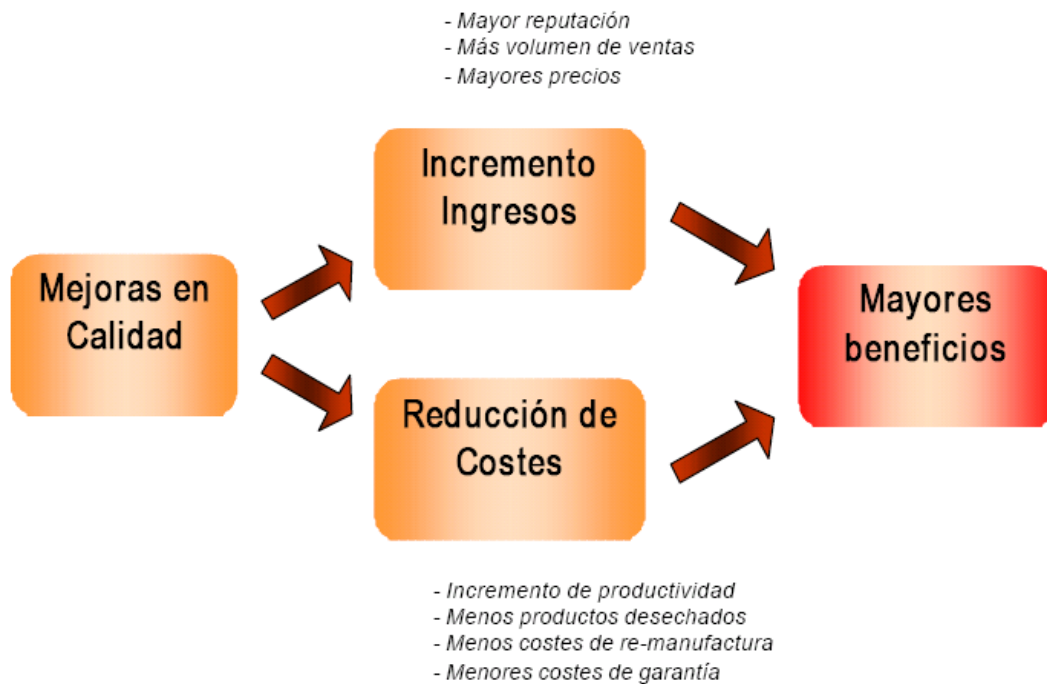 - Mayor reputación
- Más volumen de ventas
- Mayores precios
Incremento
Ingresos
Mejoras en
Calidad
Mayores
beneficios
Reducción de
Costes
- Incremento de productividad
- Menos productos desechados
- Menos costes de re-manufactura
- Menores costes de garantía